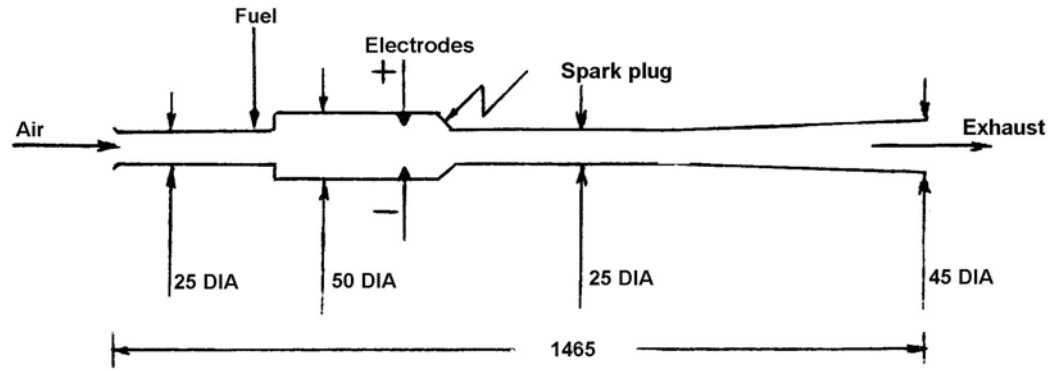 Fuel
Electrodes
+
Spark plug
Air
Exhaust
−
25 DIA
50 DIA
25 DIA
45 DIA
1465